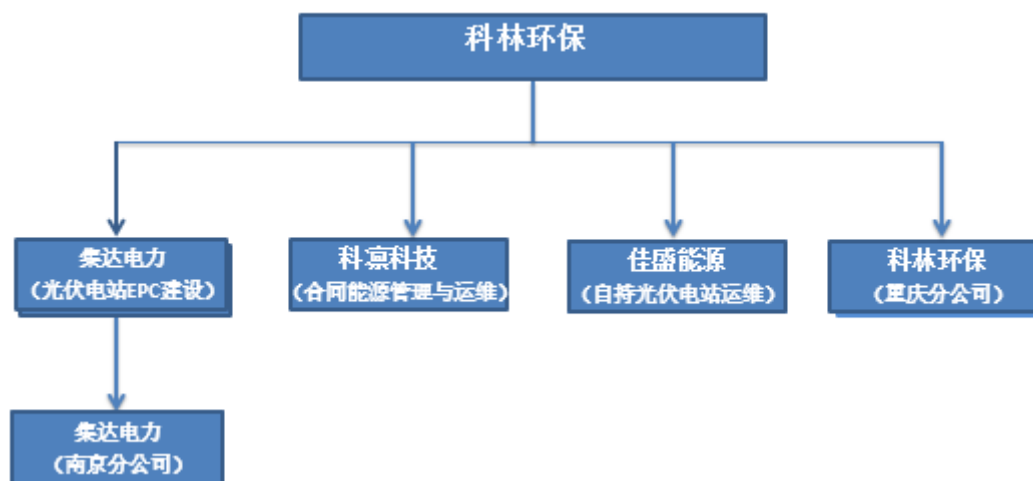 科林环保
集达电力
（光伏电站EPC建设）
科凛科技
（合同能源管理与运维）
佳盛能源
（自持光伏电站运维）
科林环保
（重庆分公司）
集达电力
（南京分公司）